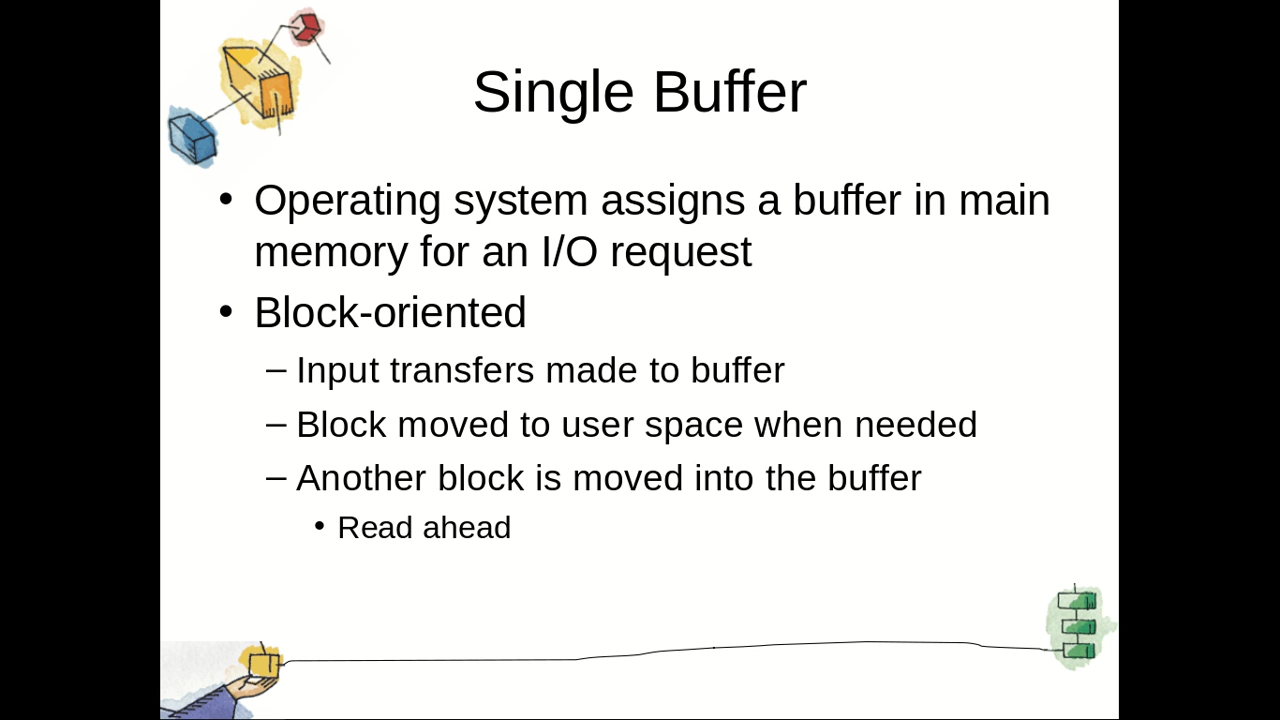 Single Buffer
• Operating system assigns a buffer in main
memory for an I/O request
• Block-oriented
– Input transfers made to buffer
– Block moved to user space when needed
– Another block is moved into the buffer
• Read ahead